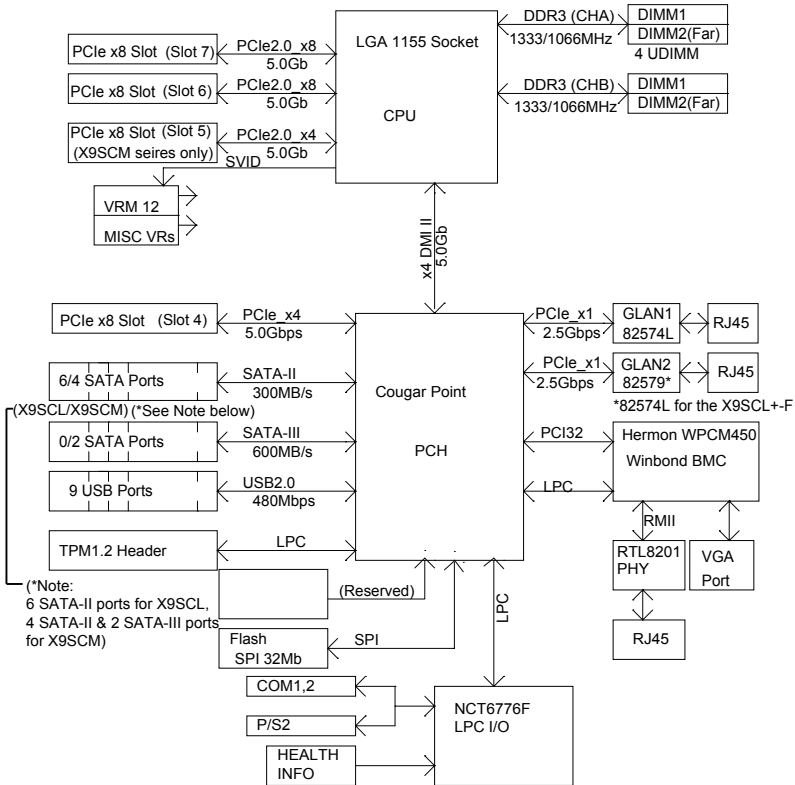 PCIe x8 Slot (Slot 7)
PCIe2.0_x8
5.0Gb
PCIe x8 Slot (Slot 6)
PCIe2.0_x8
5.0Gb
PCIe x8 Slot (Slot 5)
(X9SCM seires only)
PCIe2.0_x4
5.0Gb
SVID
VRM 12
MISC VRs
LGA 1155 Socket
CPU
DDR3 (CHA)
1333/1066MHz
DIMM1
DIMM2(Far)
4 UDIMM
DDR3 (CHB)
1333/1066MHz
DIMM1
DIMM2(Far)
x4 DMI II
5.0Gb
PCIe x8 Slot (Slot 4)
PCIe_x4
5.0Gbps
6/4 SATA Ports
SATA-II
300MB/s
(X9SCL/X9SCM) (*See Note below)
0/2 SATA Ports
SATA-III
600MB/s
9 USB Ports
USB2.0
480Mbps
TPM1.2 Header
LPC
(*Note:
6 SATA-II ports for X9SCL,
4 SATA-II & 2 SATA-III ports
for X9SCM)
(Reserved)
Flash
SPI 32Mb
SPI
Cougar Point
PCH
PCIe_x1
2.5Gbps
GLAN1
82574L
RJ45
PCIe_x1
2.5Gbps
GLAN2
82579*
RJ45
*82574L for the X9SCL+-F
PCI32
LPC
Hermon WPCM450
Winbond BMC
RMII
RTL8201
PHY
VGA
Port
RJ45
LPC
COM1,2
P/S2
HEALTH
INFO
NCT6776F
LPC I/O